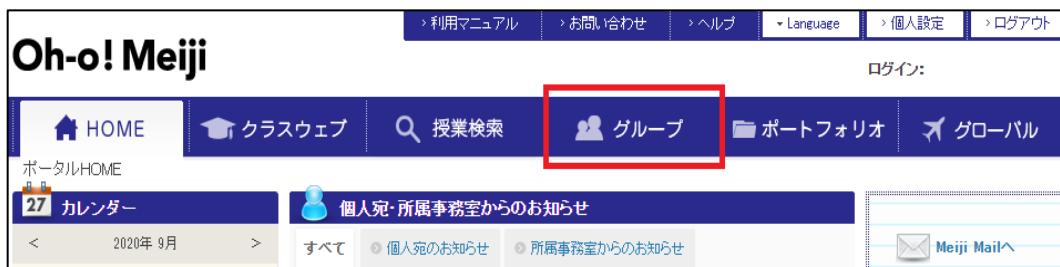 利用マニュアル お問い合わせ ヘルプ Language 個人設定 ログアウト
Oh-o! Meiji
ログイン:
HOME クラスウェブ 授業検索 グループ ポートフォリオ グローバル
ポータルHOME
27 カレンダー
個人宛・所属事務室からのお知らせ
< 2020年 9月 >
すべて 個人宛のお知らせ 所属事務室からのお知らせ
Meiji Mailへ